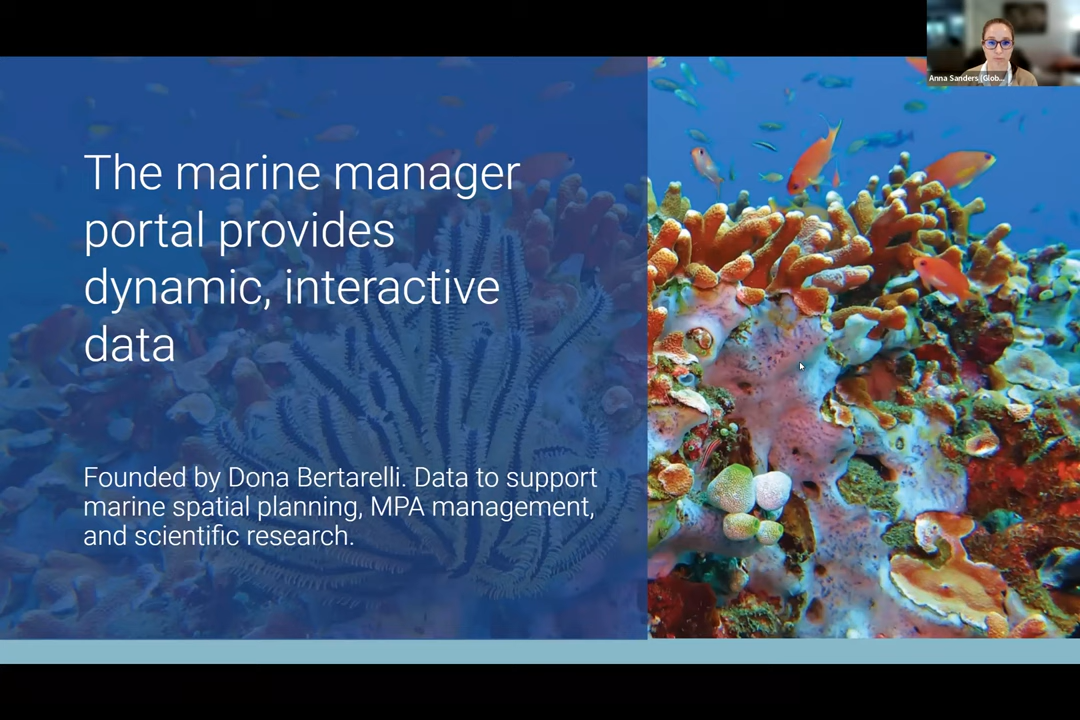 Anna Sanders (Glob...
The marine manager
portal provides
dynamic, interactive
data
Founded by Dona Bertarelli. Data to support
marine spatial planning, MPA management,
and scientific research.